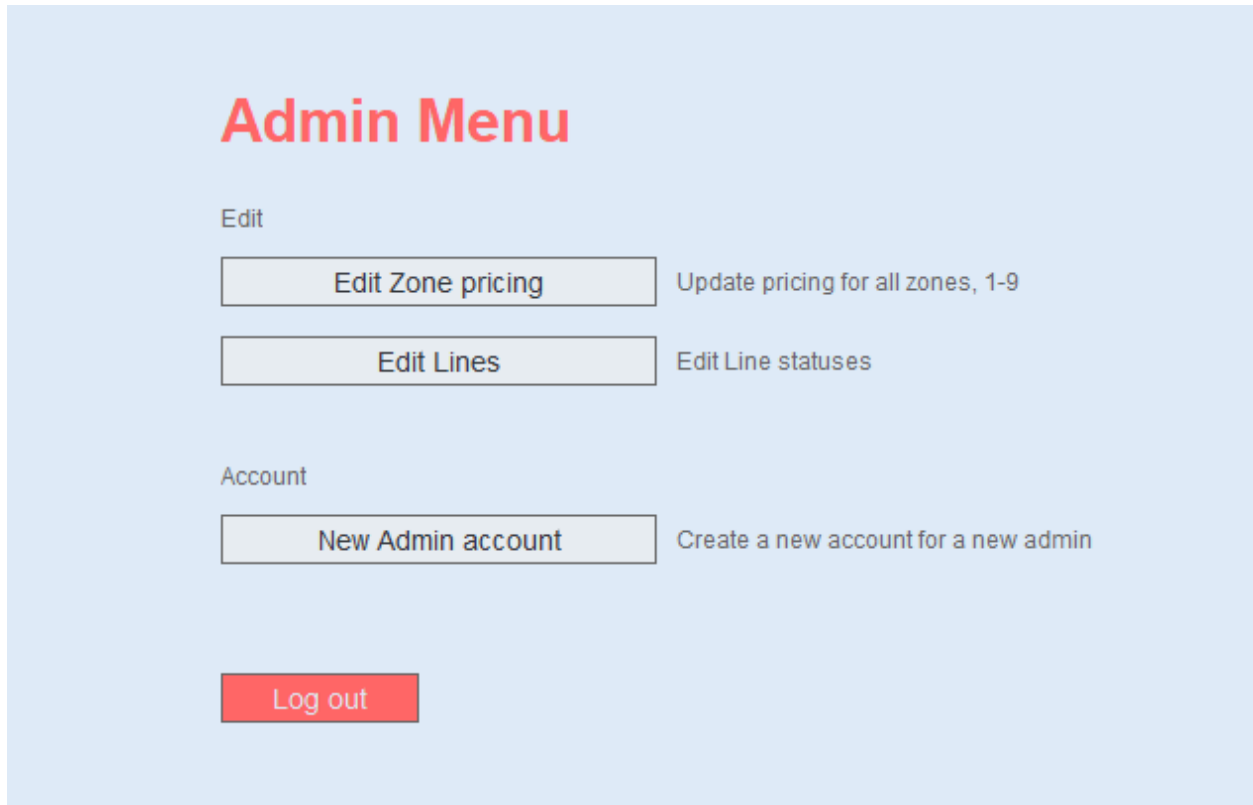 Admin Menu
Edit
Edit Zone pricing Update pricing for all zones, 1-9
Edit Lines Edit Line statuses
Account
New Admin account Create a new account for a new admin
Log out